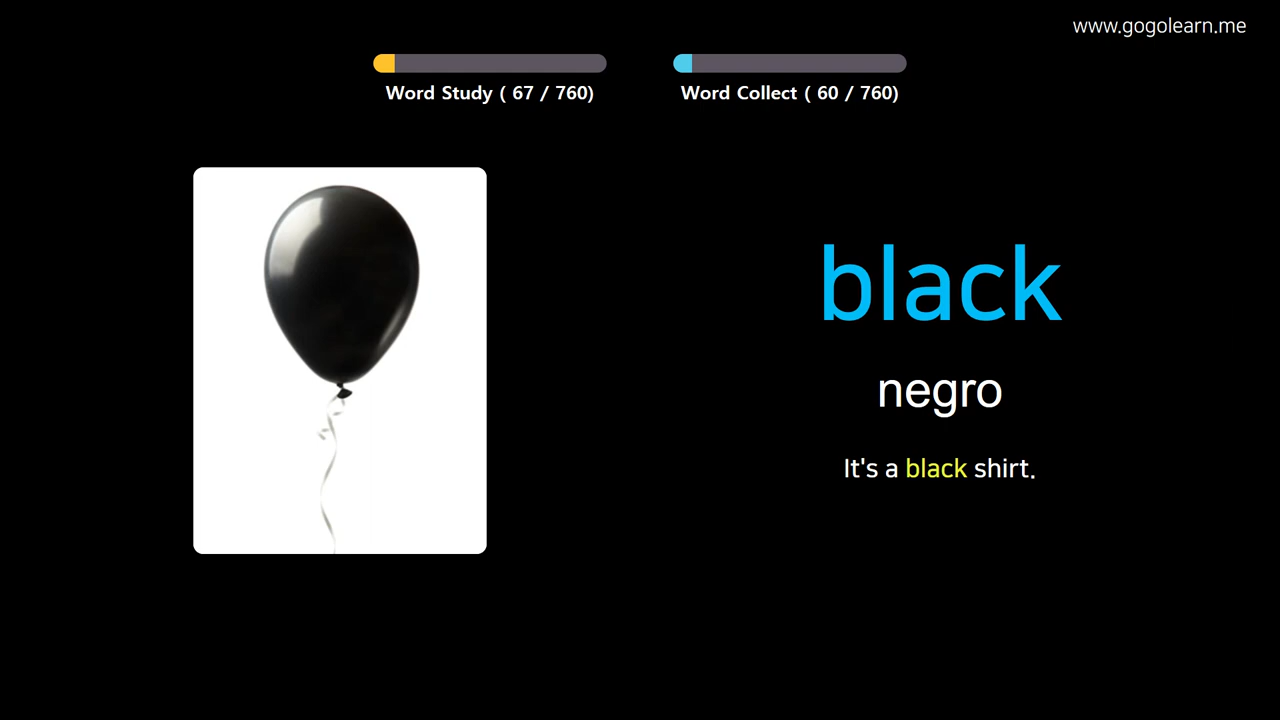 www.gogolearn.me
Word Study ( 67 / 760)
Word Collect ( 60 / 760)
black
negro
It's a black shirt.